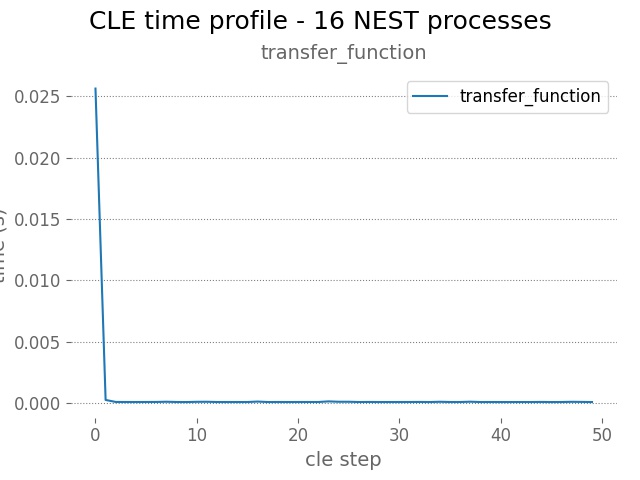 CLE time profile - 16 NEST processes
transfer_function
transfer_function
0.025
0.020
0.015
0.010
0.005
0.000
time (s)
0 10 20 30 40 50
cle step